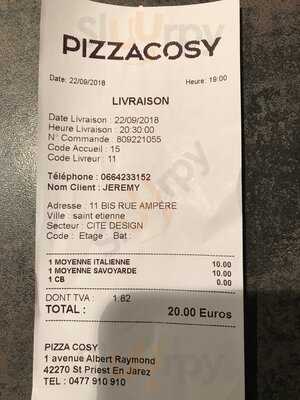 Sluurpy
PIZZACOSY
Date: 22/09/2018 Heure: 19:00
LIVRAISON
Date Livraison : 22/09/2018
Heure Livraison : 20:30:00
N° Commande : 809221055
Code Accueil : 15
Code Livreur : 11
Téléphone : 0664233152
Nom Client : JEREMY
Adresse : 11 BIS RUE AMPÈRE
Ville : saint etienne
Secteur : CITE DESIGN
Code : Etage : Bat :
1 MOYENNE ITALIENNE 10.00
1 MOYENNE SAVOYARDE 10.00
1 CB 0.00
DONT TVA : 1.82
TOTAL : 20.00 Euros
PIZZA COSY
1 avenue Albert Raymond
42270 St Priest En Jarez
TEL : 0477 910 910